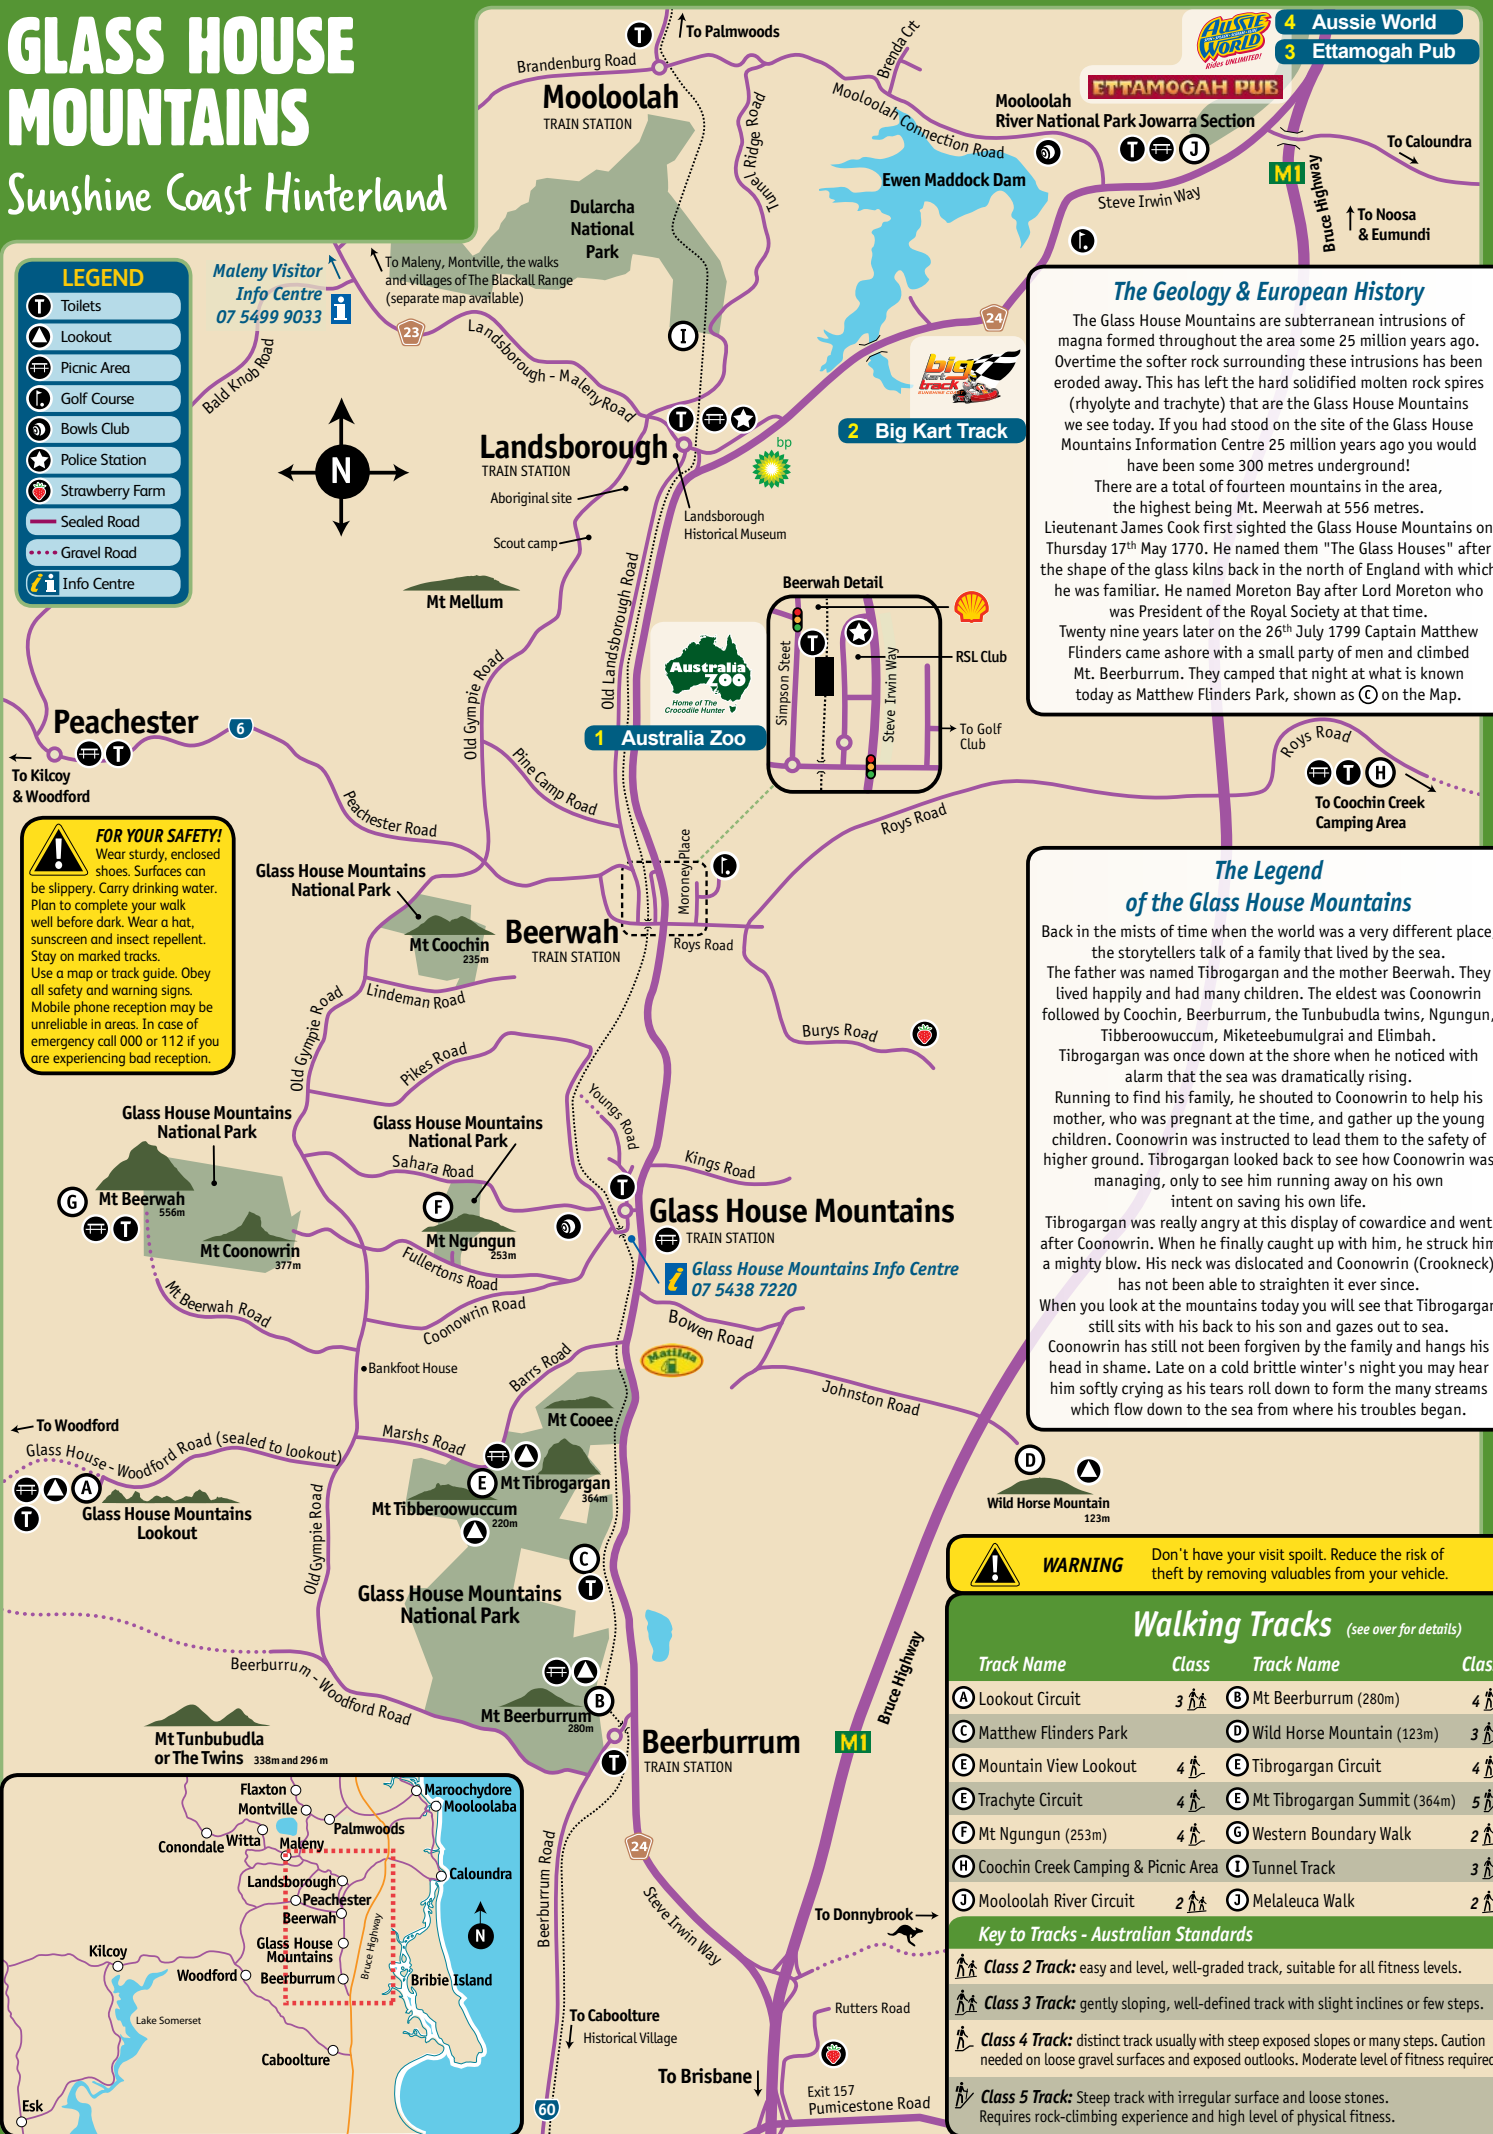 GLASS HOUSE
MOUNTAINS
Sunshine Coast Hinterland
LEGEND
Toilets
Lookout
Picnic Area
Golf Course
Bowls Club
Police Station
Strawberry Farm
Sealed Road
Gravel Road
Info Centre
Maleny Visitor
Info Centre
07 5499 9033
To Maleny, Montville, the walks
and villages of The Blackall Range
(separate map available)
23
Bald Knob Road
Landsborough - Maleny Road
To Palmwoods
Brandenburg Road
Mooloolah
TRAIN STATION
Dularcha
National
Park
Tunnel Ridge Road
Brenda Crt
Mooloolah Connection Road
Ewen Maddock Dam
Mooloolah
River National Park Jowarra Section
T
J
AUSSIE WORLD
Rides UNLIMITED!
4 Aussie World
3 Ettamogah Pub
ETTAMOGAH PUB
To Caloundra
M1
Bruce Highway
To Noosa
& Eumundi
Steve Irwin Way
24
I
big
kart
track
2 Big Kart Track
bp
N
Landsborough
TRAIN STATION
Aboriginal site
Scout camp
Landsborough
Historical Museum
Mt Mellum
Old Landsborough Road
Old Gympie Road
Pine Camp Road
Australia
ZOO
Home of The
Crocodile Hunter
1 Australia Zoo
Beerwah Detail
Simpson Steet
Steve Irwin Way
RSL Club
To Golf
Club
The Geology & European History
The Glass House Mountains are subterranean intrusions of
magna formed throughout the area some 25 million years ago.
Overtime the softer rock surrounding these intrusions has been
eroded away. This has left the hard solidified molten rock spires
(rhyolyte and trachyte) that are the Glass House Mountains
we see today. If you had stood on the site of the Glass House
Mountains Information Centre 25 million years ago you would
have been some 300 metres underground!
There are a total of fourteen mountains in the area,
the highest being Mt. Meerwah at 556 metres.
Lieutenant James Cook first sighted the Glass House Mountains on
Thursday 17th May 1770. He named them "The Glass Houses" after
the shape of the glass kilns back in the north of England with which
he was familiar. He named Moreton Bay after Lord Moreton who
was President of the Royal Society at that time.
Twenty nine years later on the 26th July 1799 Captain Matthew
Flinders came ashore with a small party of men and climbed
Mt. Beerburrum. They camped that night at what is known
today as Matthew Flinders Park, shown as C on the Map.
Peachester
6
T
To Kilcoy
& Woodford
Peachester Road
FOR YOUR SAFETY!
Wear sturdy, enclosed
shoes. Surfaces can
be slippery. Carry drinking water.
Plan to complete your walk
well before dark. Wear a hat,
sunscreen and insect repellent.
Stay on marked tracks.
Use a map or track guide. Obey
all safety and warning signs.
Mobile phone reception may be
unreliable in areas. In case of
emergency call 000 or 112 if you
are experiencing bad reception.
Glass House Mountains
National Park
Mt Coochin
235m
Beerwah
TRAIN STATION
Moroney Place
Roys Road
Roys Road
Roys Road
T
H
To Coochin Creek
Camping Area
Lindeman Road
Old Gympie Road
Pikes Road
Burys Road
Youngs Road
Kings Road
The Legend
of the Glass House Mountains
Back in the mists of time when the world was a very different place,
the storytellers talk of a family that lived by the sea.
The father was named Tibrogargan and the mother Beerwah. They
lived happily and had many children. The eldest was Coonowrin
followed by Coochin, Beerburrum, the Tunbubudla twins, Ngungun,
Tibberoowuccum, Miketeebumulgrai and Elimbah.
Tibrogargan was once down at the shore when he noticed with
alarm that the sea was dramatically rising.
Running to find his family, he shouted to Coonowrin to help his
mother, who was pregnant at the time, and gather up the young
children. Coonowrin was instructed to lead them to the safety of
higher ground. Tibrogargan looked back to see how Coonowrin was
managing, only to see him running away on his own
intent on saving his own life.
Tibrogargan was really angry at this display of cowardice and went
after Coonowrin. When he finally caught up with him, he struck him
a mighty blow. His neck was dislocated and Coonowrin (Crookneck)
has not been able to straighten it ever since.
When you look at the mountains today you will see that Tibrogargan
still sits with his back to his son and gazes out to sea.
Coonowrin has still not been forgiven by the family and hangs his
head in shame. Late on a cold brittle winter's night you may hear
him softly crying as his tears roll down to form the many streams
which flow down to the sea from where his troubles began.
Glass House Mountains
National Park
G
Mt Beerwah
556m
T
Mt Coonowrin
377m
Mt Beerwah Road
Glass House Mountains
National Park
Sahara Road
F
Mt Ngungun
253m
Fullertons Road
Coonowrin Road
T
Glass House Mountains
TRAIN STATION
Glass House Mountains Info Centre
07 5438 7220
Bowen Road
Matilda
Johnston Road
Bankfoot House
Barrs Road
Mt Cooee
To Woodford
Glass House - Woodford Road (sealed to lookout)
A
T
Glass House Mountains
Lookout
Marshs Road
E
Mt Tibrogargan
364m
Mt Tibberoowuccum
220m
C
T
Old Gympie Road
Glass House Mountains
National Park
D
Wild Horse Mountain
123m
Beerburrum - Woodford Road
B
Mt Beerburrum
280m
Mt Tunbubudla
or The Twins 338m and 296 m
T
Beerburrum
TRAIN STATION
Bruce Highway
M1
24
Steve Irwin Way
Beerburrum Road
To Donnybrook
To Caboolture
Historical Village
Rutters Road
To Brisbane
Exit 157
Pumicestone Road
60
WARNING
Don't have your visit spoilt. Reduce the risk of
theft by removing valuables from your vehicle.
Walking Tracks (see over for details)
Track Name Class Track Name Clas
A Lookout Circuit 3 B Mt Beerburrum (280m) 4
C Matthew Flinders Park D Wild Horse Mountain (123m) 3
E Mountain View Lookout 4 E Tibrogargan Circuit 4
E Trachyte Circuit 4 E Mt Tibrogargan Summit (364m) 5
F Mt Ngungun (253m) 4 G Western Boundary Walk 2
H Coochin Creek Camping & Picnic Area I Tunnel Track 3
J Mooloolah River Circuit 2 J Melaleuca Walk 2
Key to Tracks - Australian Standards
Class 2 Track: easy and level, well-graded track, suitable for all fitness levels.
Class 3 Track: gently sloping, well-defined track with slight inclines or few steps.
Class 4 Track: distinct track usually with steep exposed slopes or many steps. Caution
needed on loose gravel surfaces and exposed outlooks. Moderate level of fitness required
Class 5 Track: Steep track with irregular surface and loose stones.
Requires rock-climbing experience and high level of physical fitness.
Flaxton
Maroochydore
Montville
Mooloolaba
Palmwoods
Conondale
Witta
Maleny
Landsborough
Caloundra
Peachester
Beerwah
N
Glass House
Mountains
Bruce Highway
Kilcoy
Woodford
Beerburrum
Bribie Island
Lake Somerset
Caboolture
Esk